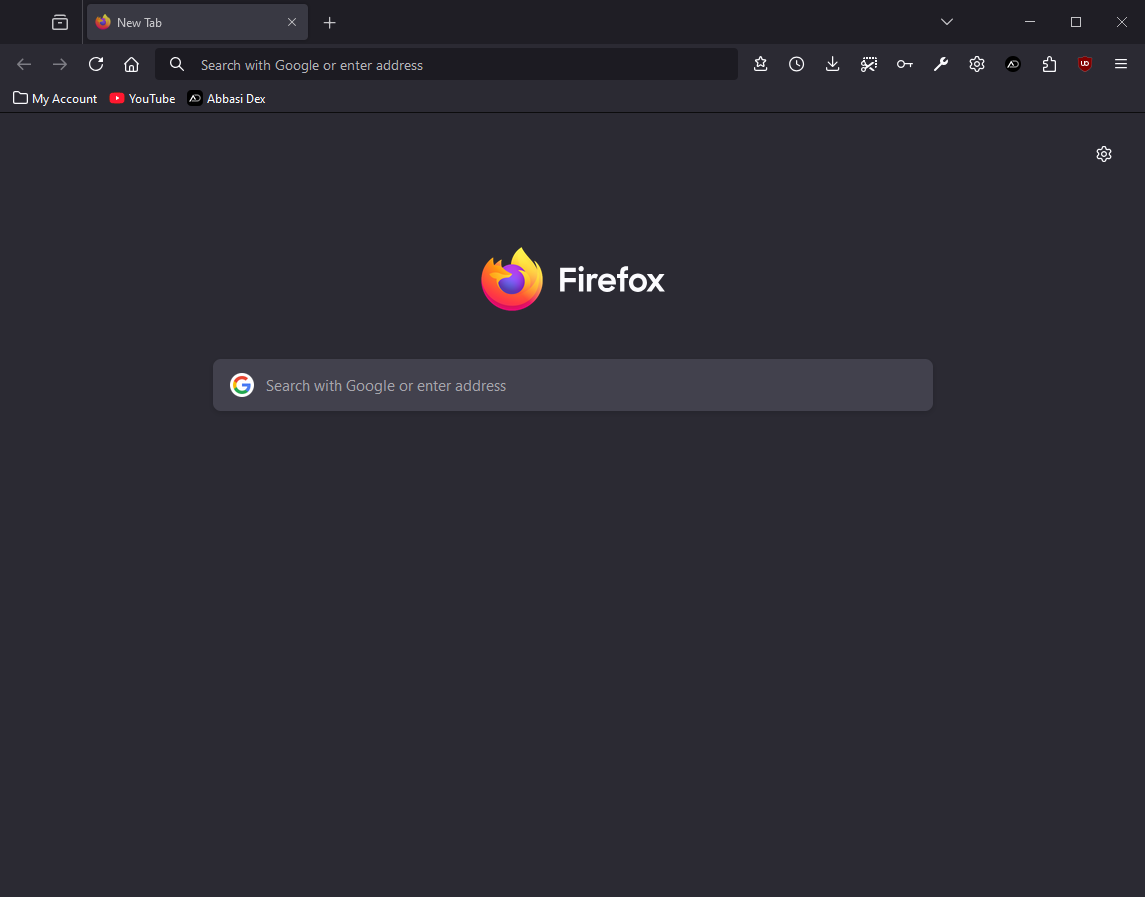 New Tab
Search with Google or enter address
My Account YouTube Abbasi Dex
Firefox
Search with Google or enter address